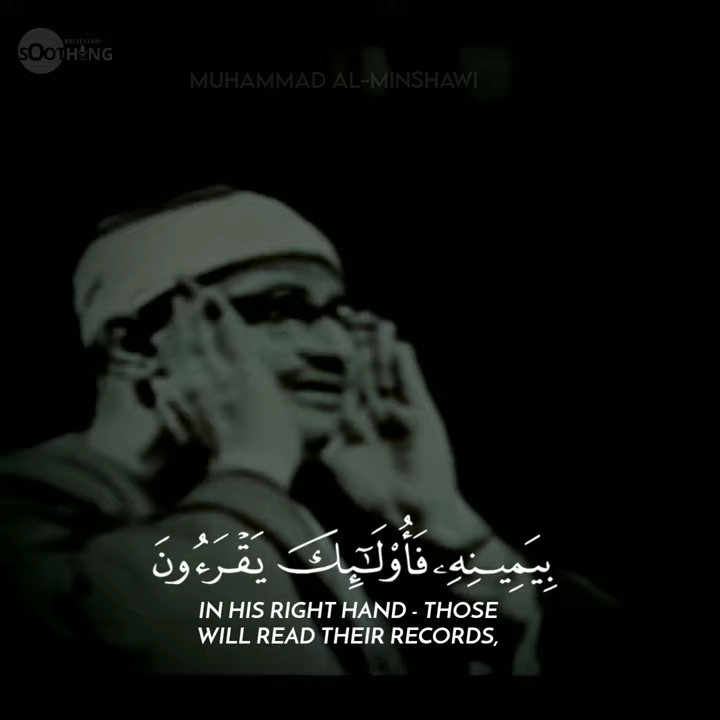 SOOTHING
MUHAMMAD AL-MINSHAWI
بِيَمِينِهِۦ فَأُو۟لَـٰٓئِكَ يَقْرَءُونَ
IN HIS RIGHT HAND - THOSE
WILL READ THEIR RECORDS,